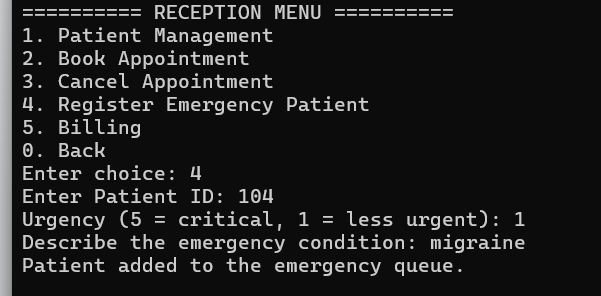 ========== RECEPTION MENU ==========
1. Patient Management
2. Book Appointment
3. Cancel Appointment
4. Register Emergency Patient
5. Billing
0. Back
Enter choice: 4
Enter Patient ID: 104
Urgency (5 = critical, 1 = less urgent): 1
Describe the emergency condition: migraine
Patient added to the emergency queue.